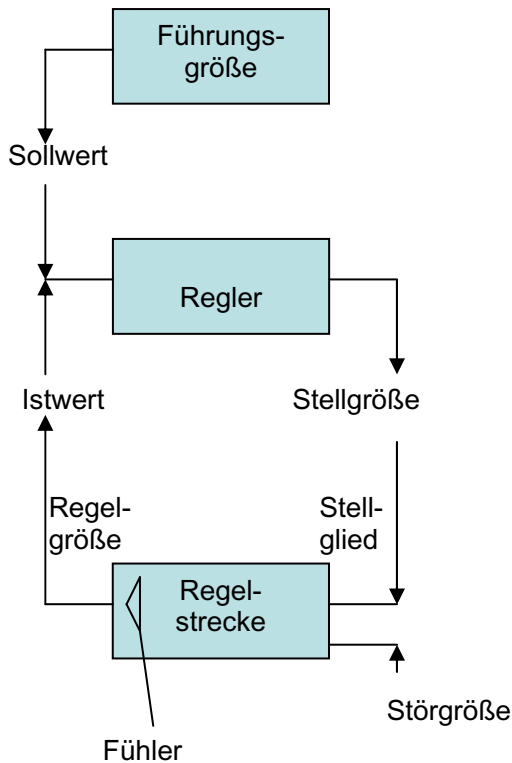 Führungs-
größe
Sollwert
Regler
Istwert
Stellgröße
Regel-
größe
Stell-
glied
Regel-
strecke
Störgröße
Fühler